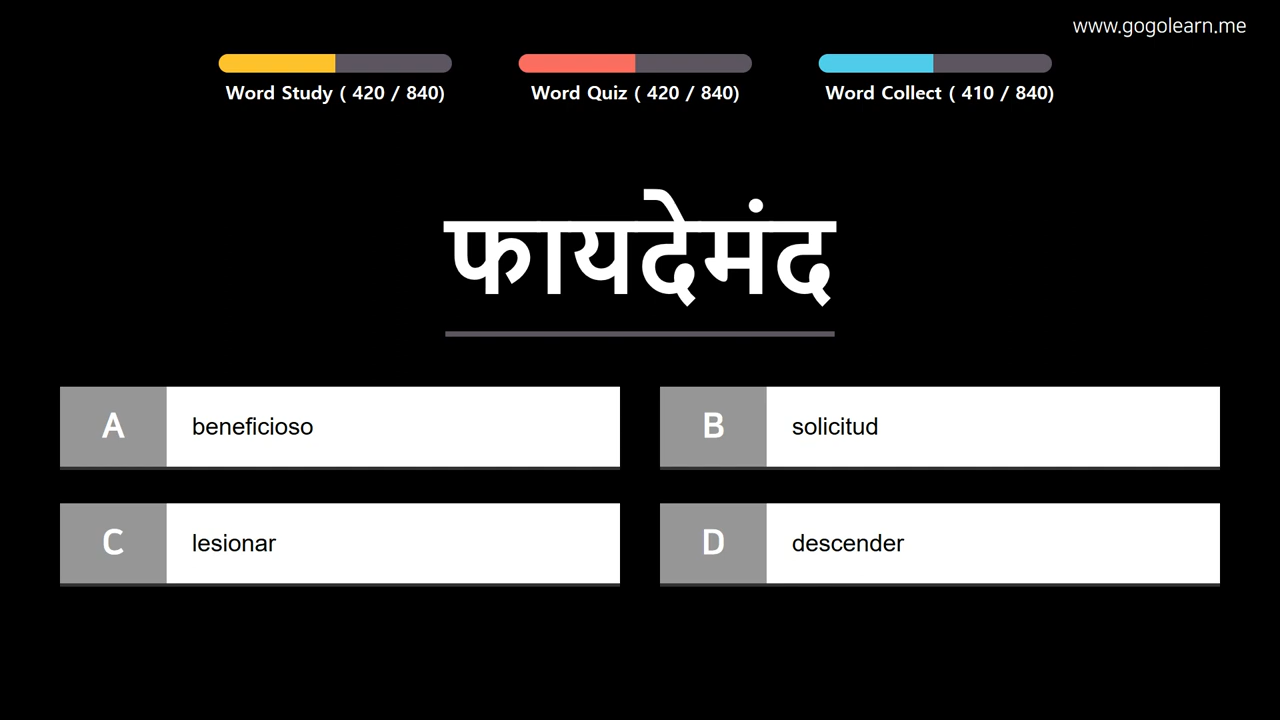 www.gogolearn.me
Word Study ( 420 / 840)
Word Quiz ( 420 / 840)
Word Collect ( 410 / 840)
फायदेमंद
A beneficioso
B solicitud
C lesionar
D descender